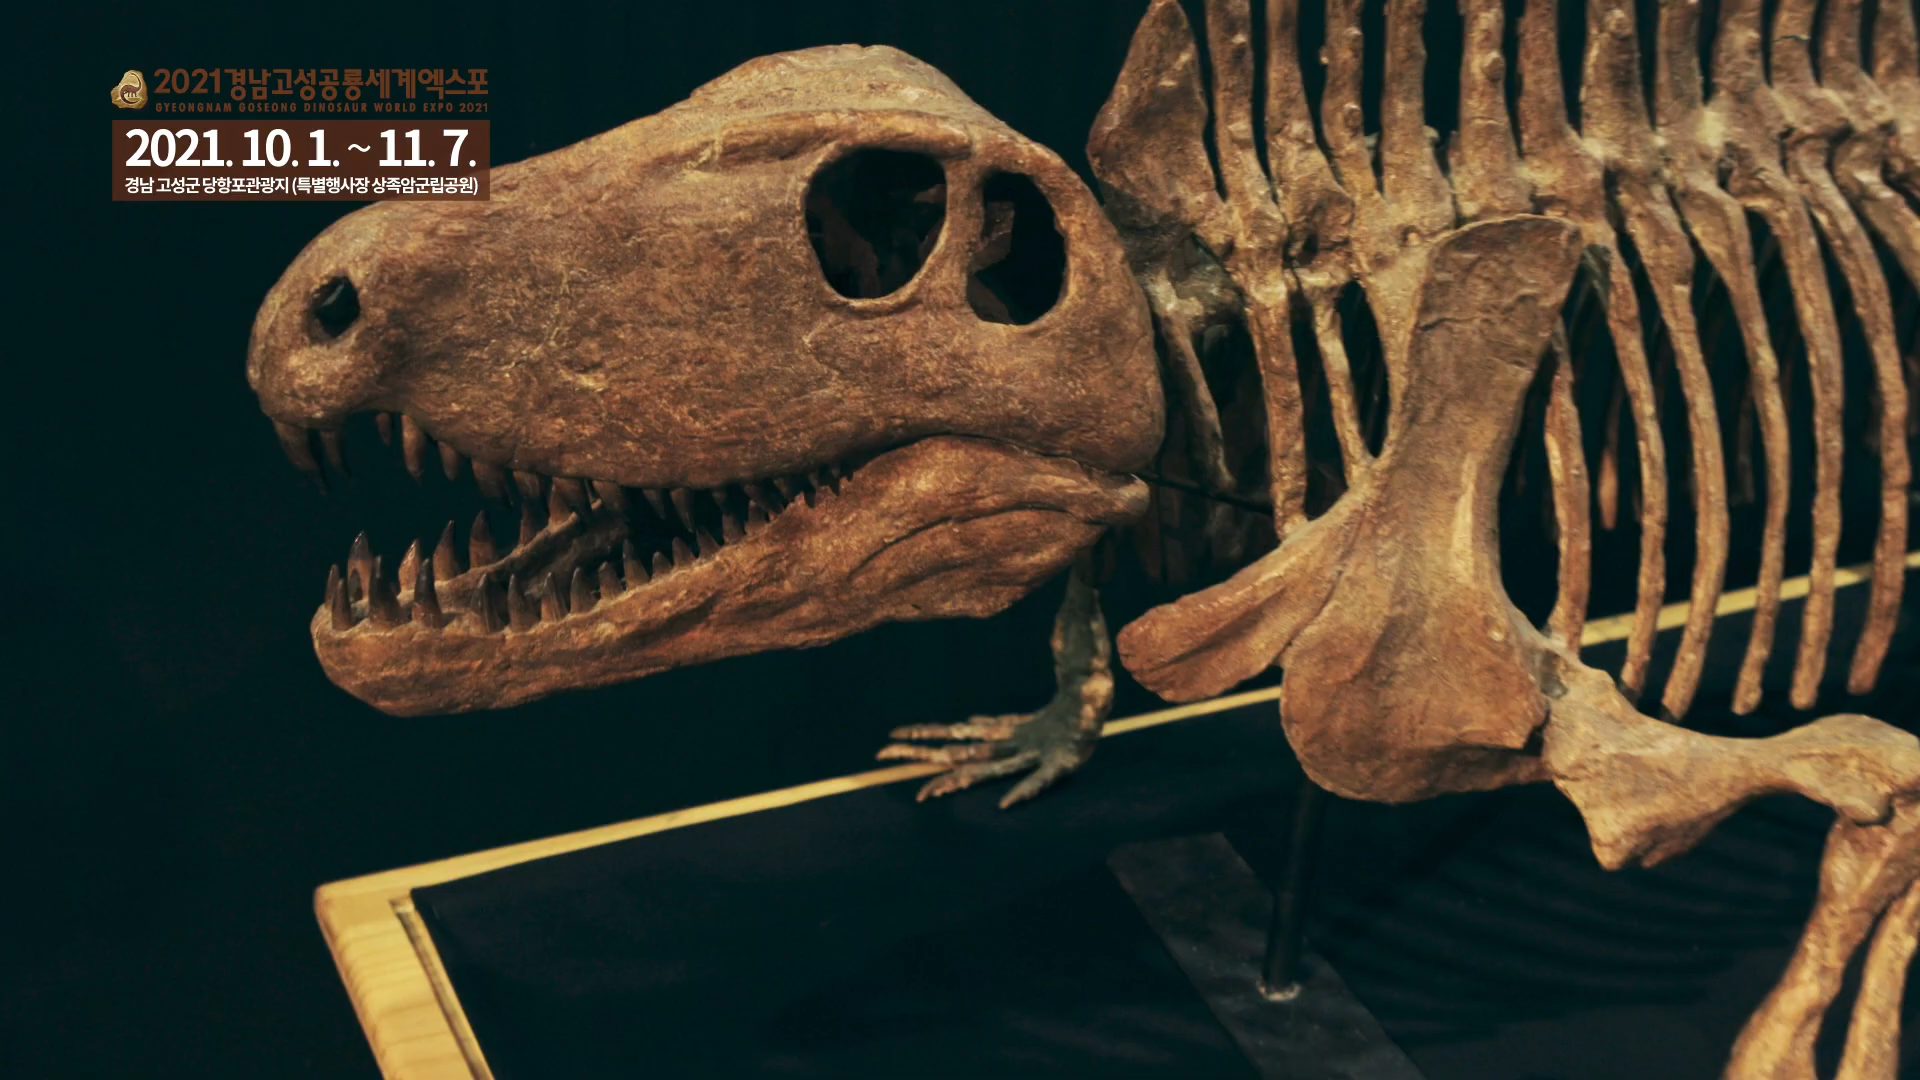 2021경남고성공룡세계엑스포
GYEONGNAM GOSEONG DINOSAUR WORLD EXPO 2021
2021. 10. 1. ~ 11. 7.
경남 고성군 당항포관광지 (특별행사장 상족암군립공원)